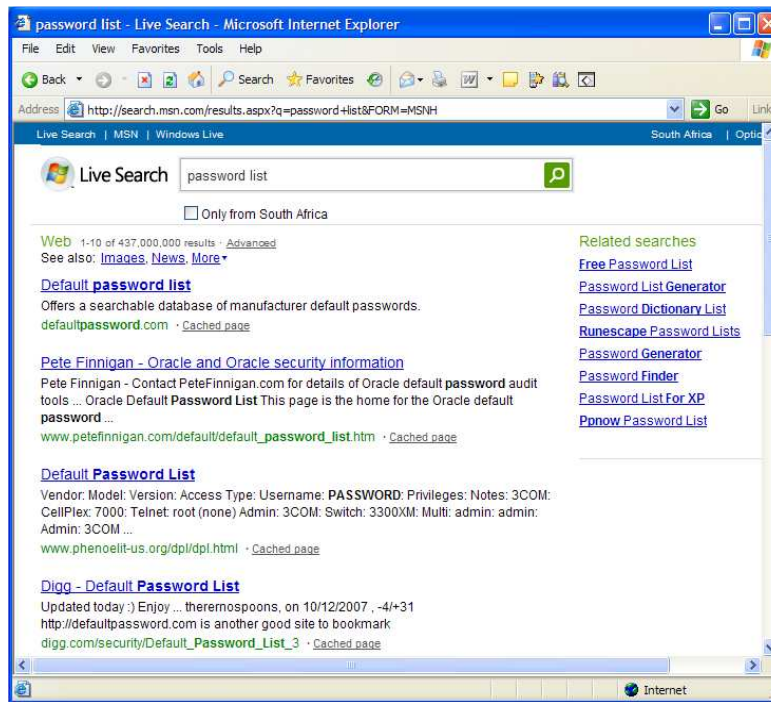 password list - Live Search - Microsoft Internet Explorer
File Edit View Favorites Tools Help
Back Search Favorites
Address http://search.msn.com/results.aspx?q=password+list&FORM=MSNH Go Link
Live Search | MSN | Windows Live South Africa | Optio
Live Search password list
Only from South Africa
Web 1-10 of 437,000,000 results · Advanced
See also: Images, News, More
Default password list
Offers a searchable database of manufacturer default passwords.
defaultpassword.com · Cached page
Pete Finnigan - Oracle and Oracle security information
Pete Finnigan - Contact PeteFinnigan.com for details of Oracle default password audit
tools ... Oracle Default Password List This page is the home for the Oracle default
password ...
www.petefinnigan.com/default/default_password_list.htm · Cached page
Default Password List
Vendor: Model: Version: Access Type: Username: PASSWORD: Privileges: Notes: 3COM:
CellPlex: 7000: Telnet: root (none) Admin: 3COM: Switch: 3300XM: Multi: admin: admin:
Admin: 3COM ...
www.phenoelit-us.org/dpl/dpl.html · Cached page
Digg - Default Password List
Updated today :) Enjoy ... therernospoons, on 10/12/2007 , -4/+31
http://defaultpassword.com is another good site to bookmark
digg.com/security/Default_Password_List_3 · Cached page
Related searches
Free Password List
Password List Generator
Password Dictionary List
Runescape Password Lists
Password Generator
Password Finder
Password List For XP
Ppnow Password List
Internet